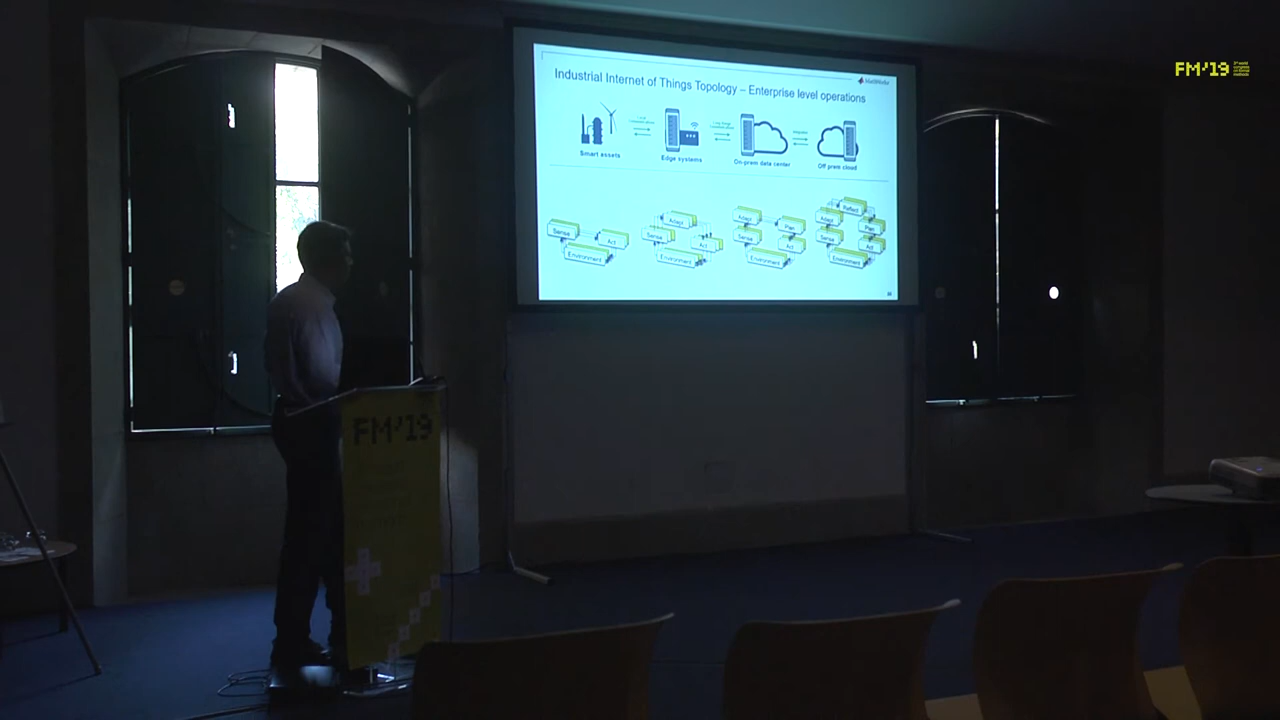 Industrial Internet of Things Topology – Enterprise level operations
MathWorks
Smart assets
Edge systems
On-prem data center
Off prem cloud
Sense
Act
Environment
Adapt
Sense
Act
Environment
Adapt
Plan
Sense
Act
Environment
Reflect
Adapt
Plan
Sense
Act
Environment
FM'19
FM'19